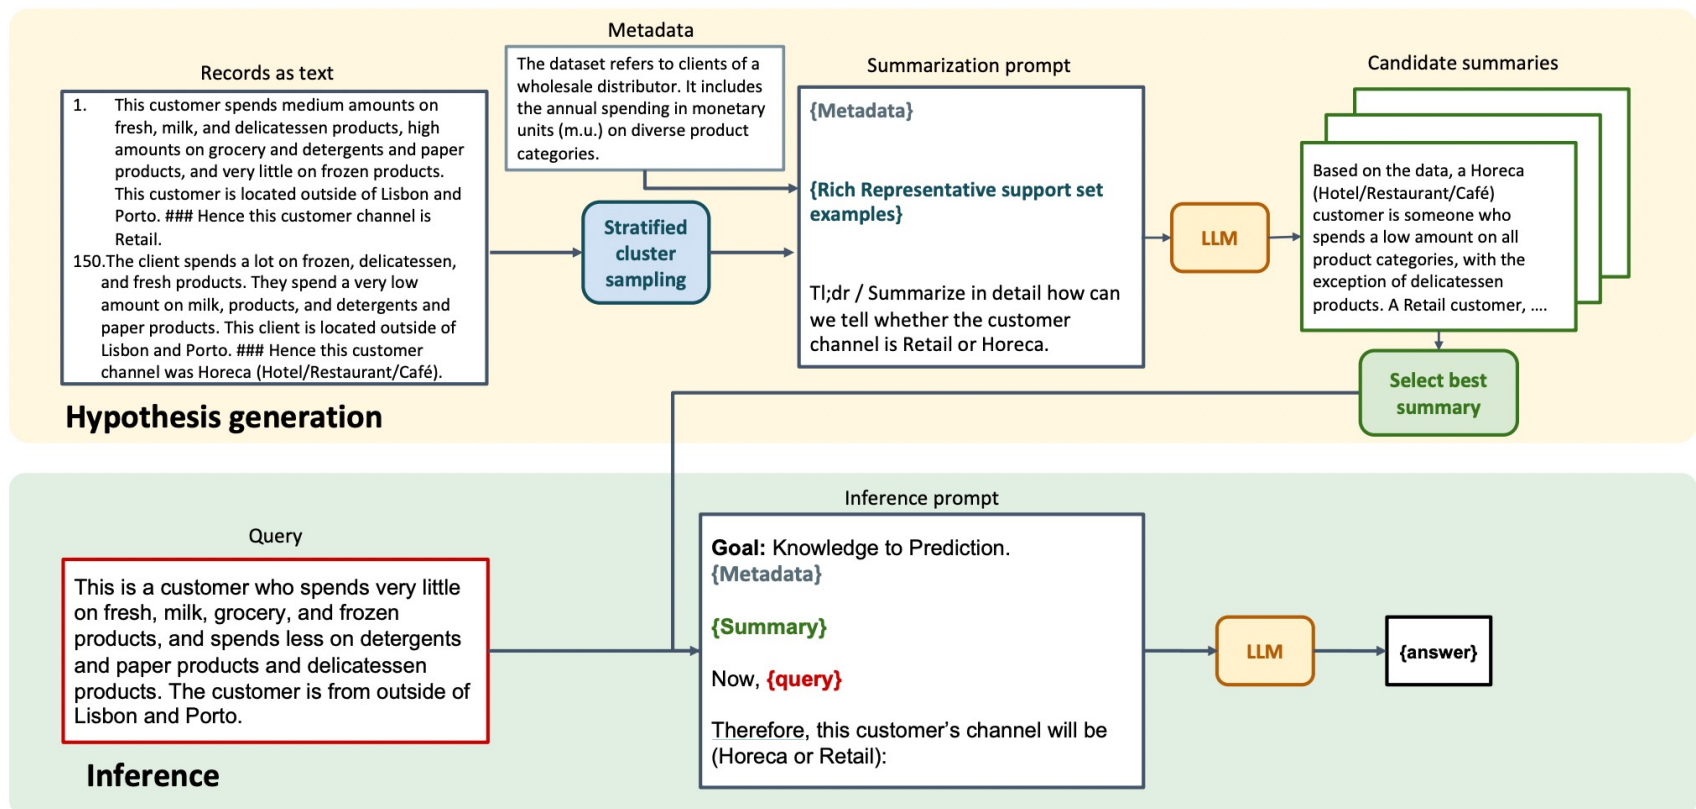 Records as text
1. This customer spends medium amounts on
fresh, milk, and delicatessen products, high
amounts on grocery and detergents and paper
products, and very little on frozen products.
This customer is located outside of Lisbon and
Porto. ### Hence this customer channel is
Retail.
150.The client spends a lot on frozen, delicatessen,
and fresh products. They spend a very low
amount on milk, products, and detergents and
paper products. This client is located outside of
Lisbon and Porto. ### Hence this customer
channel was Horeca (Hotel/Restaurant/Café).
Metadata
The dataset refers to clients of a
wholesale distributor. It includes
the annual spending in monetary
units (m.u.) on diverse product
categories.
Stratified
cluster
sampling
Summarization prompt
{Metadata}
{Rich Representative support set
examples}
Tl;dr / Summarize in detail how can
we tell whether the customer
channel is Retail or Horeca.
LLM
Candidate summaries
Based on the data, a Horeca
(Hotel/Restaurant/Café)
customer is someone who
spends a low amount on all
product categories, with the
exception of delicatessen
products. A Retail customer, ....
Select best
summary
Hypothesis generation
Query
This is a customer who spends very little
on fresh, milk, grocery, and frozen
products, and spends less on detergents
and paper products and delicatessen
products. The customer is from outside of
Lisbon and Porto.
Inference prompt
Goal: Knowledge to Prediction.
{Metadata}
{Summary}
Now, {query}
Therefore, this customer's channel will be
(Horeca or Retail):
LLM
{answer}
Inference